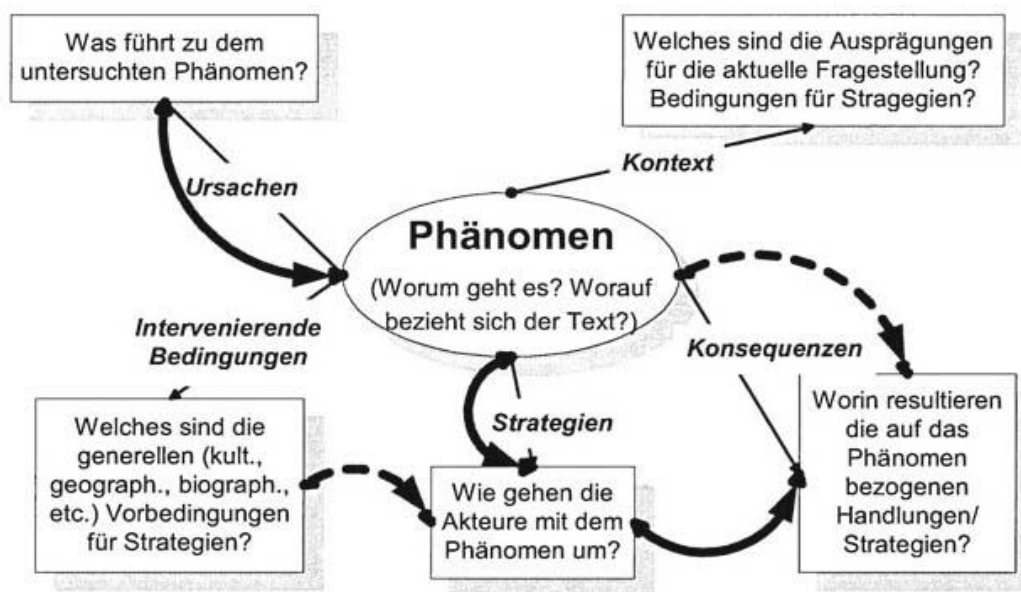 Was führt zu dem
untersuchten Phänomen?
Welches sind die Ausprägungen
für die aktuelle Fragestellung?
Bedingungen für Stragegien?
Ursachen
Kontext
Phänomen
(Worum geht es? Worauf
bezieht sich der Text?)
Intervenierende
Bedingungen
Konsequenzen
Strategien
Welches sind die
generellen (kult.,
geograph., biograph.,
etc.) Vorbedingungen
für Strategien?
Wie gehen die
Akteure mit dem
Phänomen um?
Worin resultieren
die auf das
Phänomen
bezogenen
Handlungen/
Strategien?